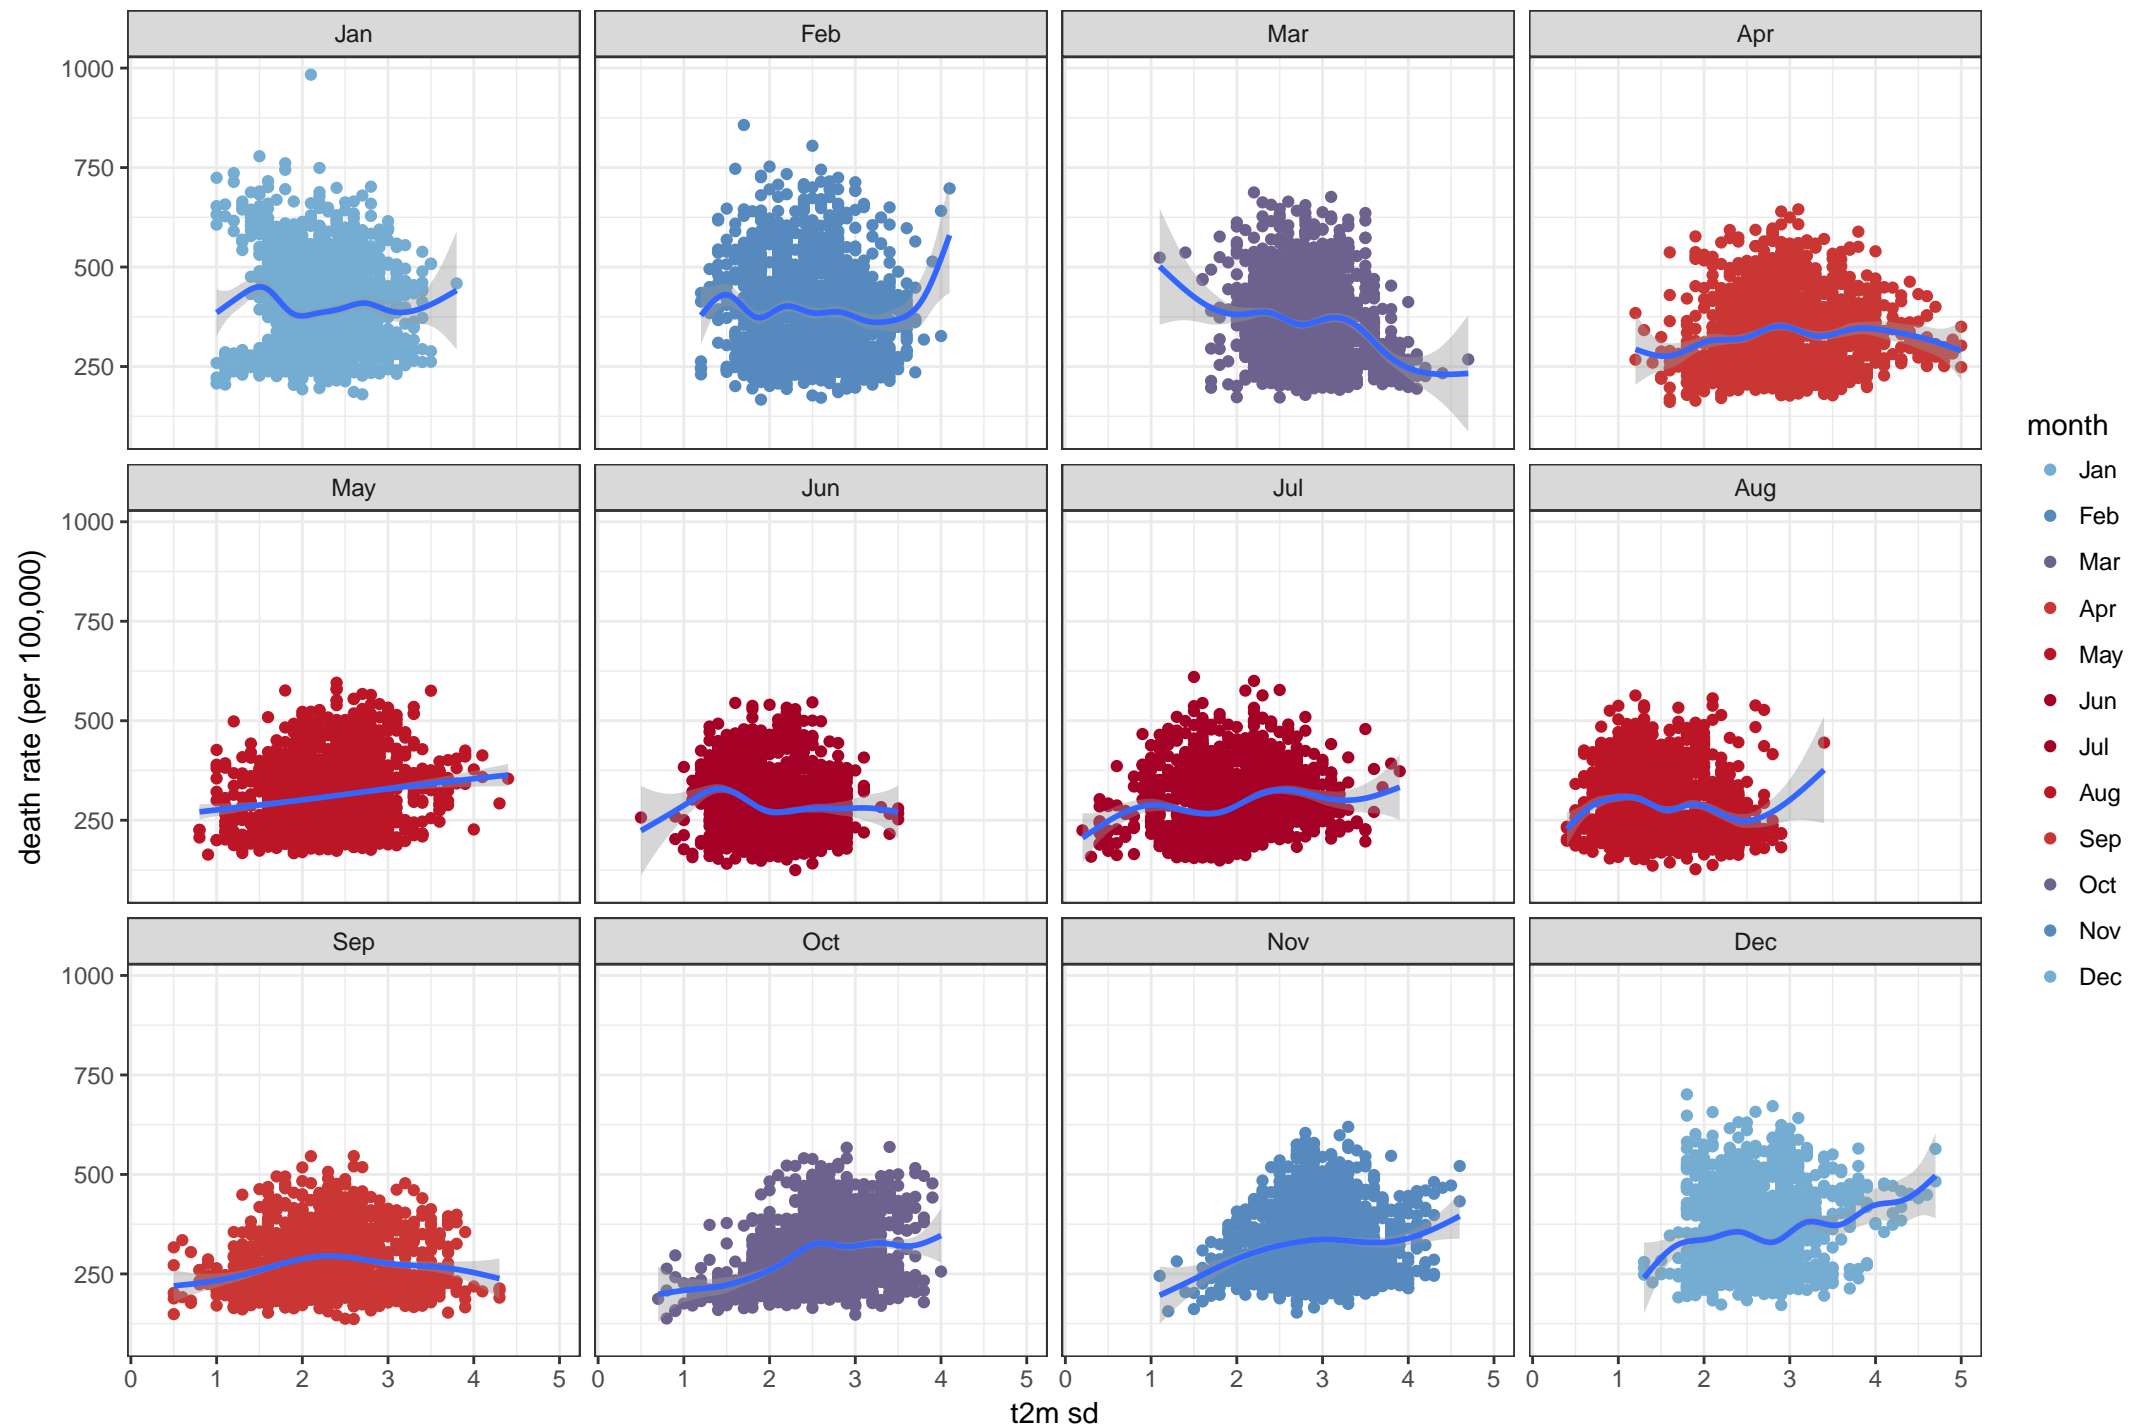 Jan Feb Mar Apr
1000
750
500
250
May Jun Jul Aug
1000
750
500
250
Sep Oct Nov Dec
1000
750
500
250
0 1 2 3 4 5 0 1 2 3 4 5 0 1 2 3 4 5 0 1 2 3 4 5
t2m sd
death rate (per 100,000)
month
Jan
Feb
Mar
Apr
May
Jun
Jul
Aug
Sep
Oct
Nov
Dec